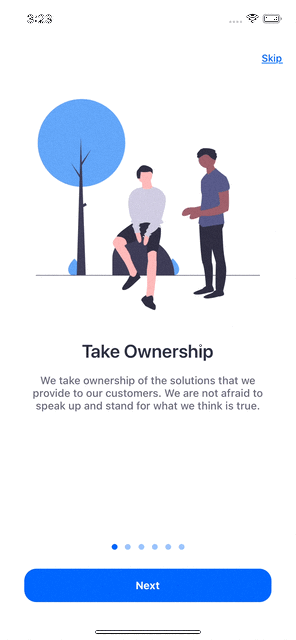 3:23
Skip
Take Ownership
We take ownership of the solutions that we
provide to our customers. We are not afraid to
speak up and stand for what we think is true.
Next